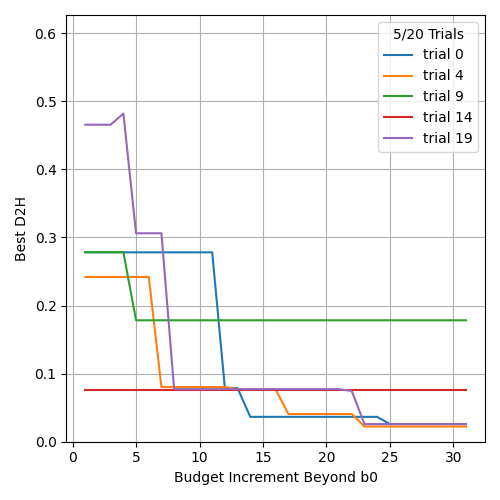 5/20 Trials
trial 0
trial 4
trial 9
trial 14
trial 19
0.6
0.5
0.4
0.3
0.2
0.1
0.0
Best D2H
0 5 10 15 20 25 30
Budget Increment Beyond b0